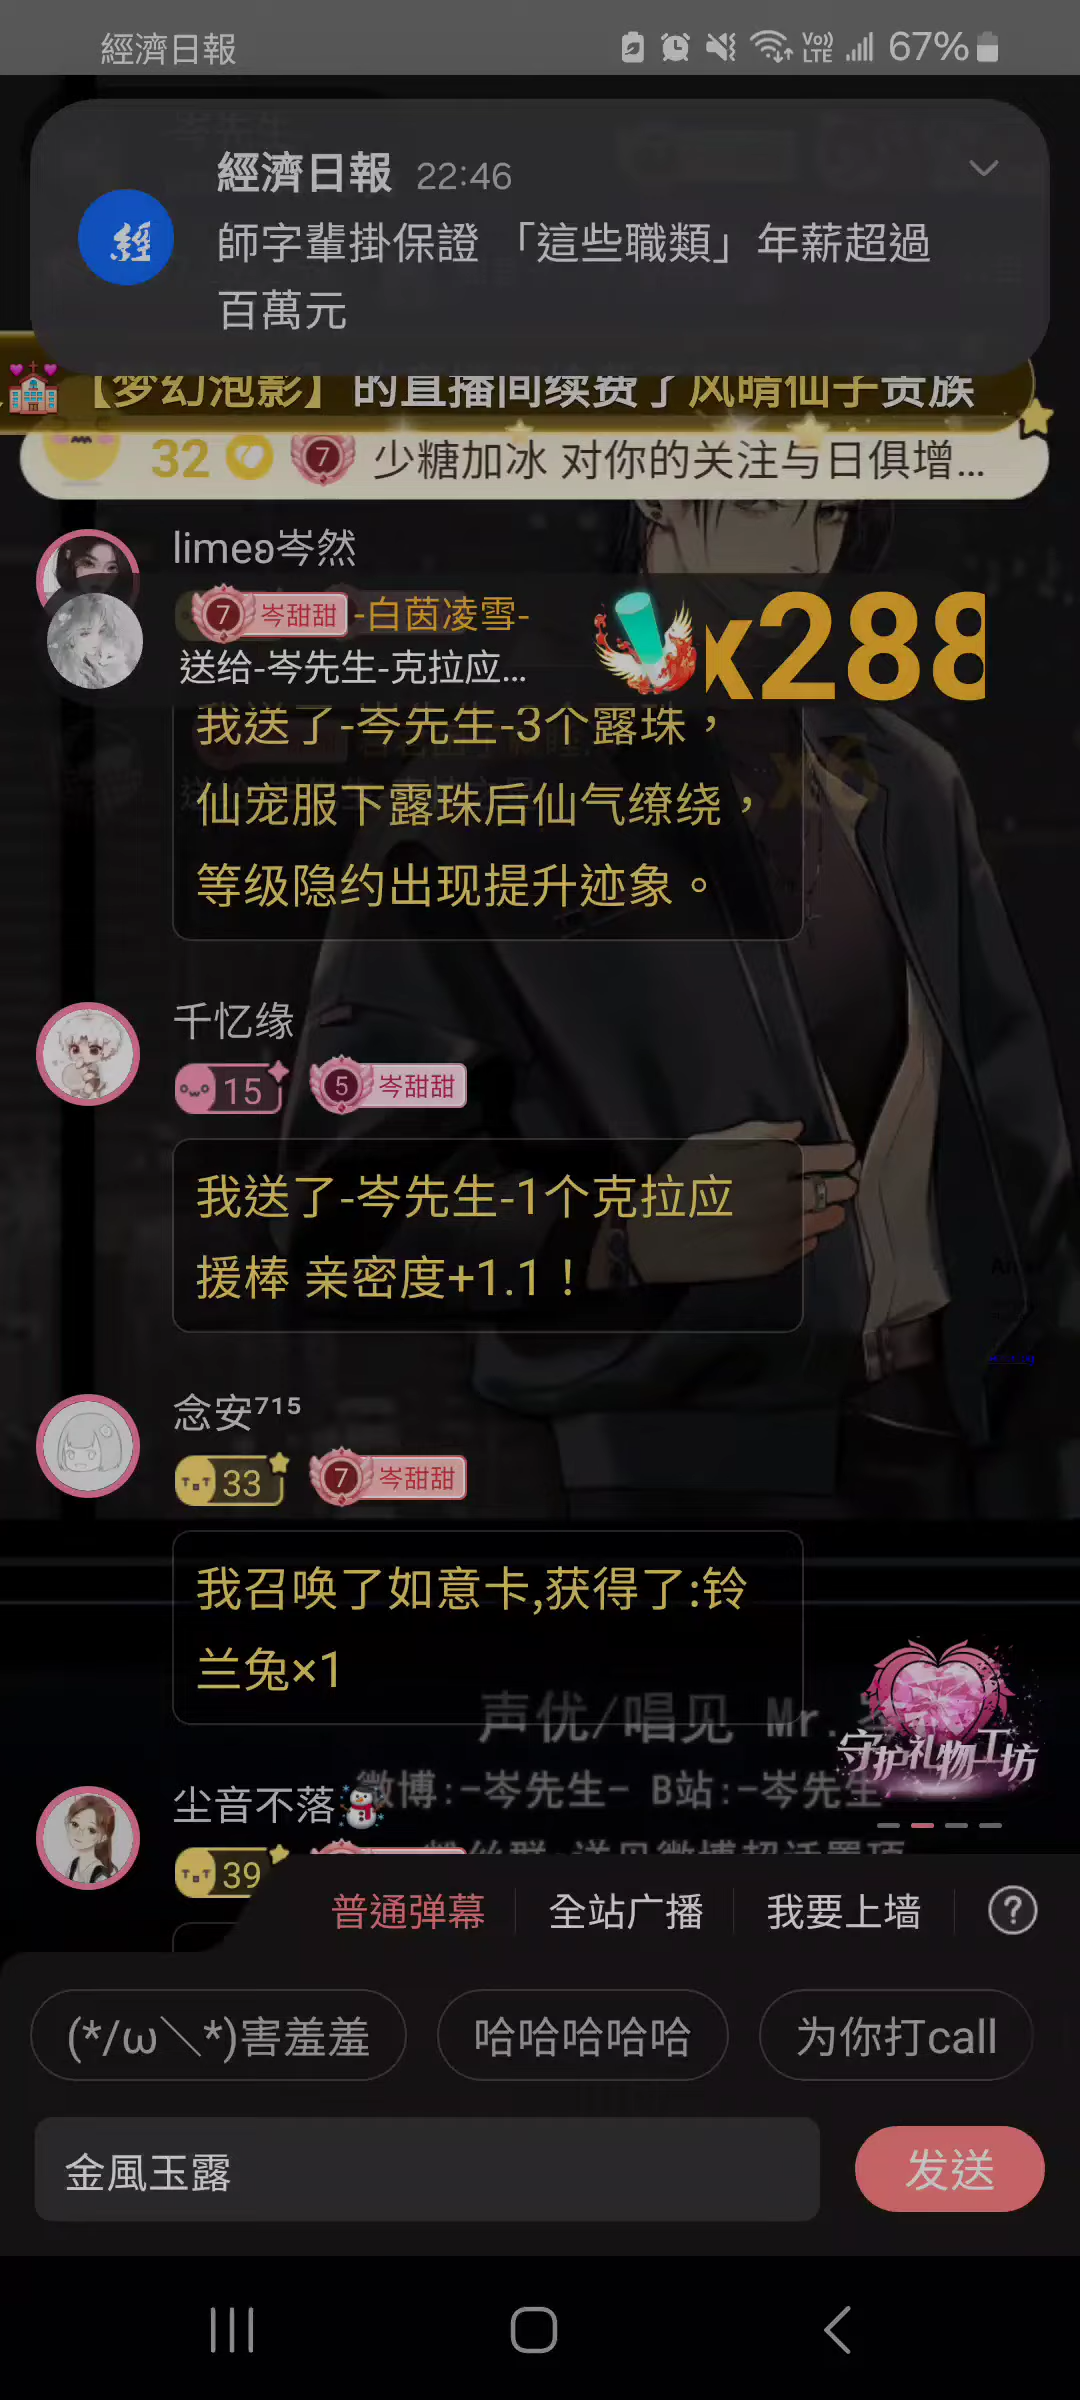 經濟日報
Vo)) LTE 67%
經濟日報 22:46
師字輩掛保證 「這些職類」年薪超過
百萬元
【梦幻泡影】的直播间续费了风晴仙子贵族
32 7 少糖加冰 对你的关注与日俱增...
limeʚ岑然
7 岑甜甜 -白茵凌雪-
送给-岑先生-克拉应...
x288
我送了-岑先生-3个露珠，
仙宠服下露珠后仙气缭绕，
等级隐约出现提升迹象。
千忆缘
15 5 岑甜甜
我送了-岑先生-1个克拉应
援棒 亲密度+1.1！
念安⁷¹⁵
33 7 岑甜甜
我召唤了如意卡,获得了:铃
兰兔×1
声优/唱见 Mr.
守护礼物工坊
尘音不落
微博:-岑先生- B站:-岑先生
39
普通弹幕 全站广播 我要上墙 ?
(*/ω＼*)害羞羞 哈哈哈哈哈 为你打call
金風玉露 发送